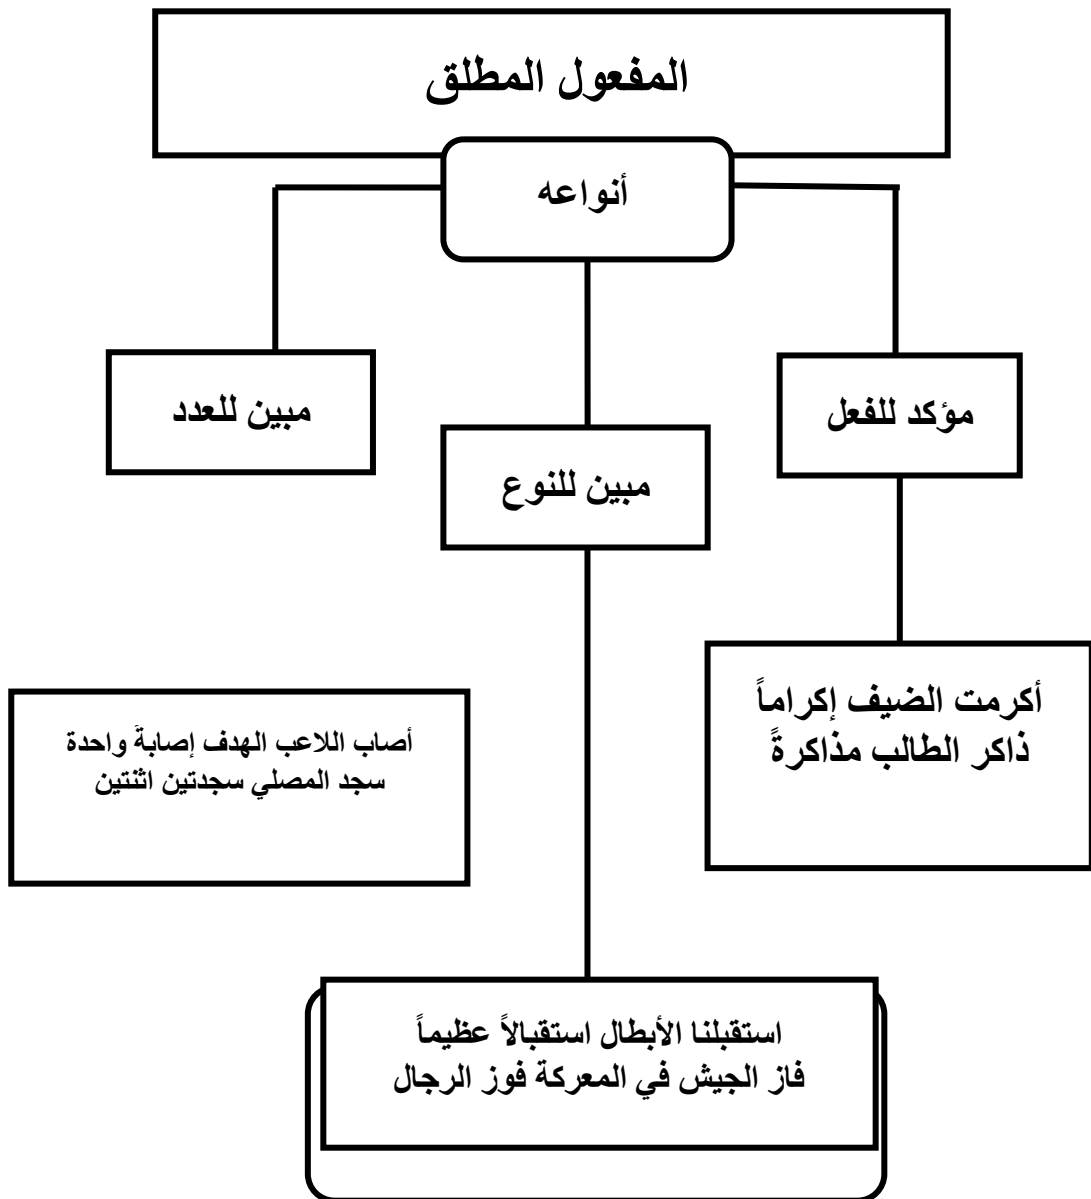 المفعول المطلق
أنواعه
مؤكد للفعل
مبين للنوع
مبين للعدد
أكرمت الضيف إكراماً
ذاكر الطالب مذاكرةً
أصاب اللاعب الهدف إصابةً واحدة
سجد المصلي سجدتين اثنتين
استقبلنا الأبطال استقبالاً عظيماً
فاز الجيش في المعركة فوز الرجال